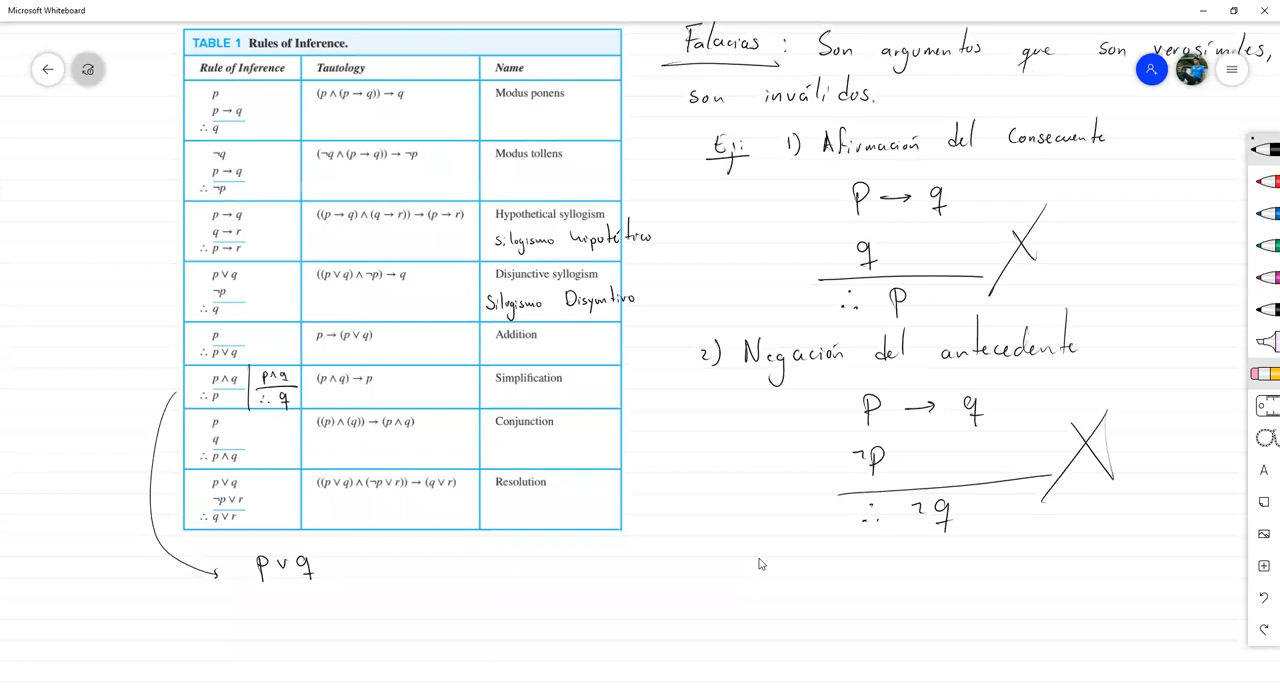 Microsoft Whiteboard
TABLE 1 Rules of Inference.
Rule of Inference Tautology Name
p
p → q
∴ q
(p ∧ (p → q)) → q
Modus ponens
¬q
p → q
∴ ¬p
(¬q ∧ (p → q)) → ¬p
Modus tollens
p → q
q → r
∴ p → r
((p → q) ∧ (q → r)) → (p → r)
Hypothetical syllogism
silogismo hipotético
p ∨ q
¬p
∴ q
((p ∨ q) ∧ ¬p) → q
Disjunctive syllogism
Silogismo Disyuntivo
p
∴ p ∨ q
p → (p ∨ q)
Addition
p ∧ q
∴ p
p ∧ q
∴ q
(p ∧ q) → p
Simplification
p
q
∴ p ∧ q
((p) ∧ (q)) → (p ∧ q)
Conjunction
p ∨ q
¬p ∨ r
∴ q ∨ r
((p ∨ q) ∧ (¬p ∨ r)) → (q ∨ r)
Resolution
p ∨ q
Falacias : Son argumentos que son verosímiles,
son inválidos.
Ej: 1) Afirmación del Consecuente
p → q
q
∴ p
2) Negación del antecedente
p → q
¬p
∴ ¬q
A